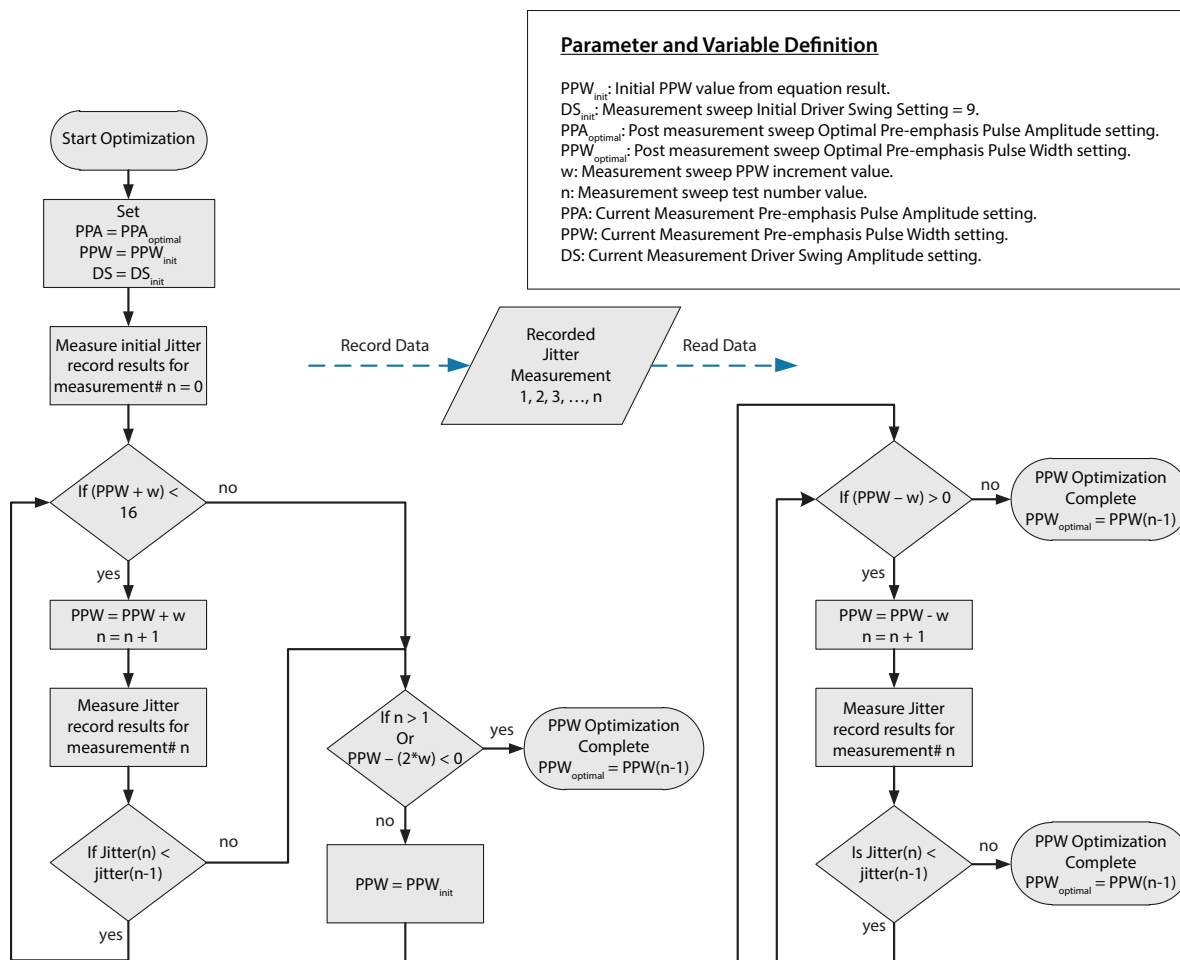 Parameter and Variable Definition
PPWinit: Initial PPW value from equation result.
DSinit: Measurement sweep Initial Driver Swing Setting = 9.
PPAoptimal: Post measurement sweep Optimal Pre-emphasis Pulse Amplitude setting.
PPWoptimal: Post measurement sweep Optimal Pre-emphasis Pulse Width setting.
w: Measurement sweep PPW increment value.
n: Measurement sweep test number value.
PPA: Current Measurement Pre-emphasis Pulse Amplitude setting.
PPW: Current Measurement Pre-emphasis Pulse Width setting.
DS: Current Measurement Driver Swing Amplitude setting.
Start Optimization
Set
PPA = PPAoptimal
PPW = PPWinit
DS = DSinit
Measure initial Jitter
record results for
measurement# n = 0
Record Data
Recorded
Jitter
Measurement
1, 2, 3, …, n
Read Data
If (PPW + w) <
16
no
yes
PPW = PPW + w
n = n + 1
Measure Jitter
record results for
measurement# n
If Jitter(n) <
jitter(n-1)
no
yes
If n > 1
Or
PPW – (2*w) < 0
yes
PPW Optimization
Complete
PPWoptimal = PPW(n-1)
no
PPW = PPWinit
If (PPW – w) > 0
no
PPW Optimization
Complete
PPWoptimal = PPW(n-1)
yes
PPW = PPW - w
n = n + 1
Measure Jitter
record results for
measurement# n
Is Jitter(n) <
jitter(n-1)
no
PPW Optimization
Complete
PPWoptimal = PPW(n-1)
yes